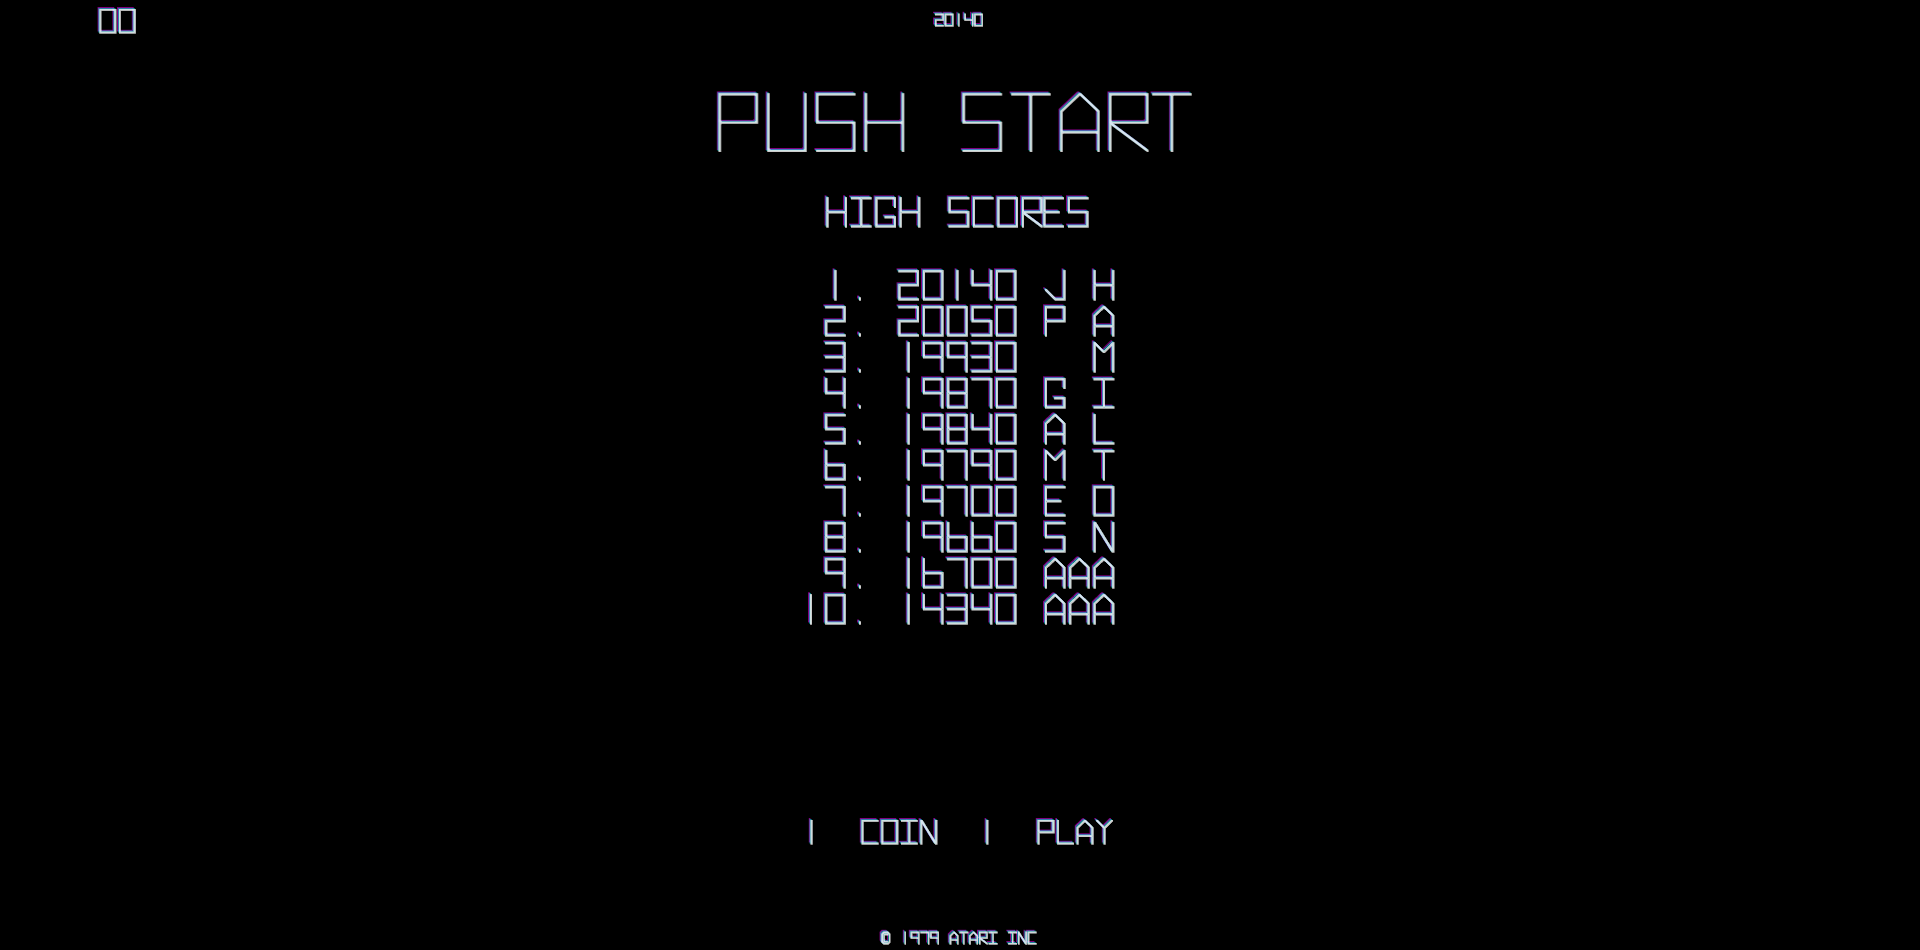 00 20140
PUSH START
HIGH SCORES
1. 20140 J H
2. 20050 P A
3. 19930   M
4. 19870 G I
5. 19840 A L
6. 19790 M T
7. 19700 E O
8. 19660 S N
9. 16700 AAA
10. 14340 AAA
1 COIN 1 PLAY
© 1979 ATARI INC